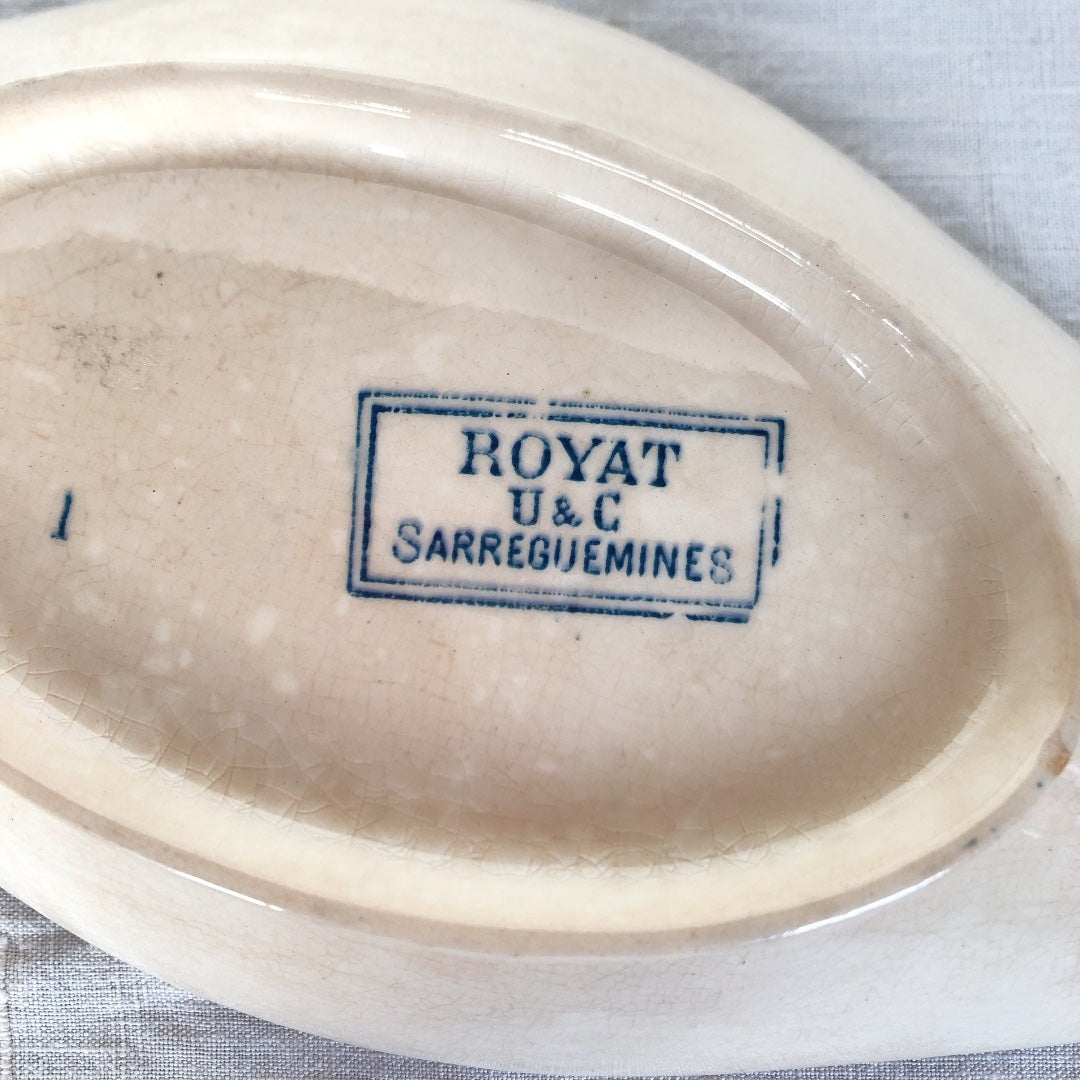 ROYAT
U & C
SARREGUEMINES
1